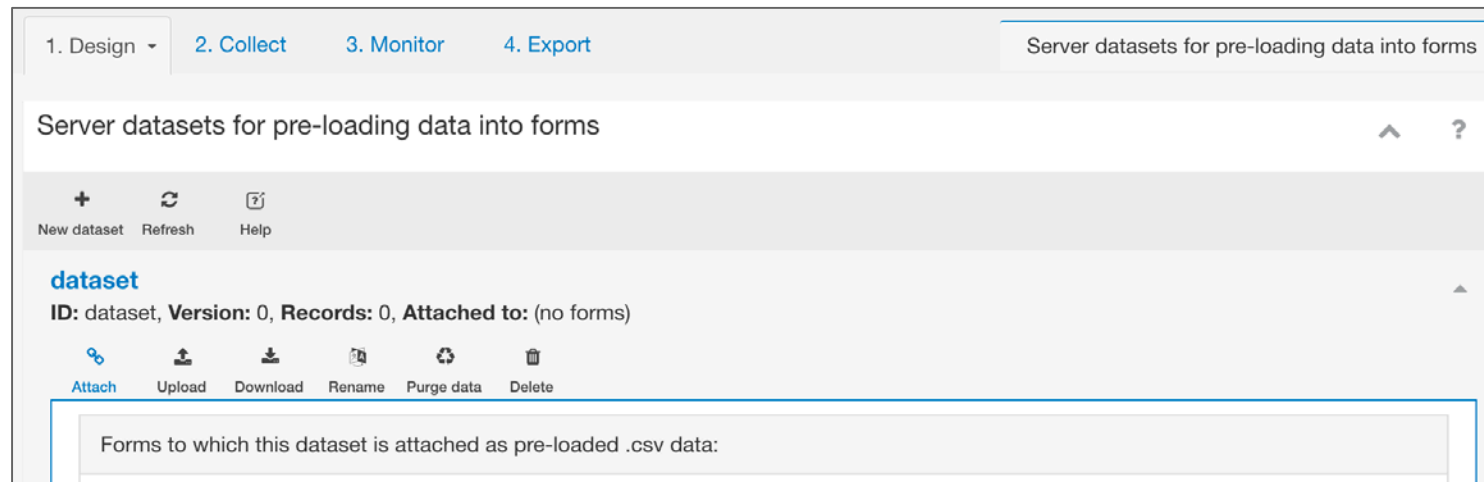 1. Design 2. Collect 3. Monitor 4. Export Server datasets for pre-loading data into forms
Server datasets for pre-loading data into forms ?
New dataset Refresh Help
dataset
ID: dataset, Version: 0, Records: 0, Attached to: (no forms)
Attach Upload Download Rename Purge data Delete
Forms to which this dataset is attached as pre-loaded .csv data: